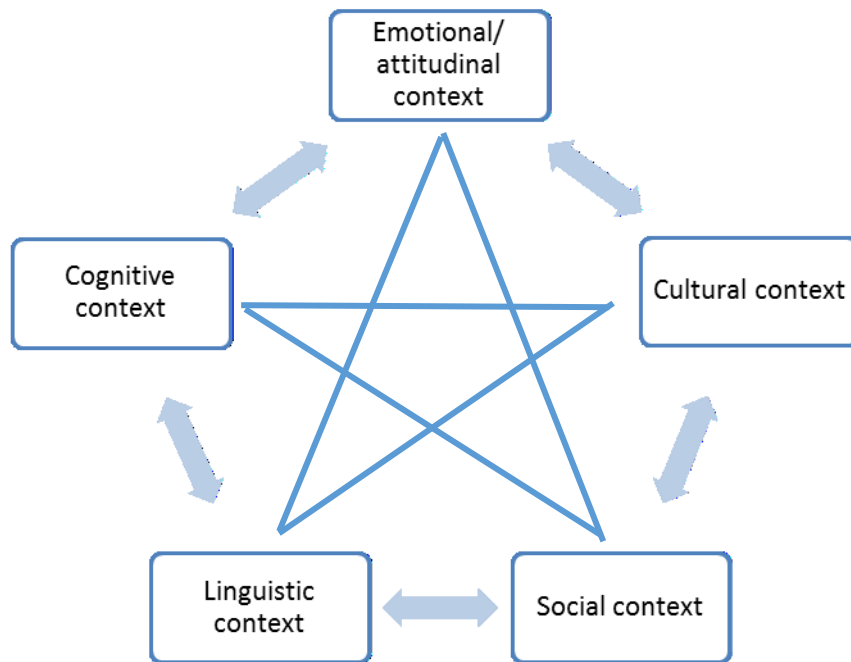 Emotional/
attitudinal
context
Cognitive
context
Cultural context
Linguistic
context
Social context